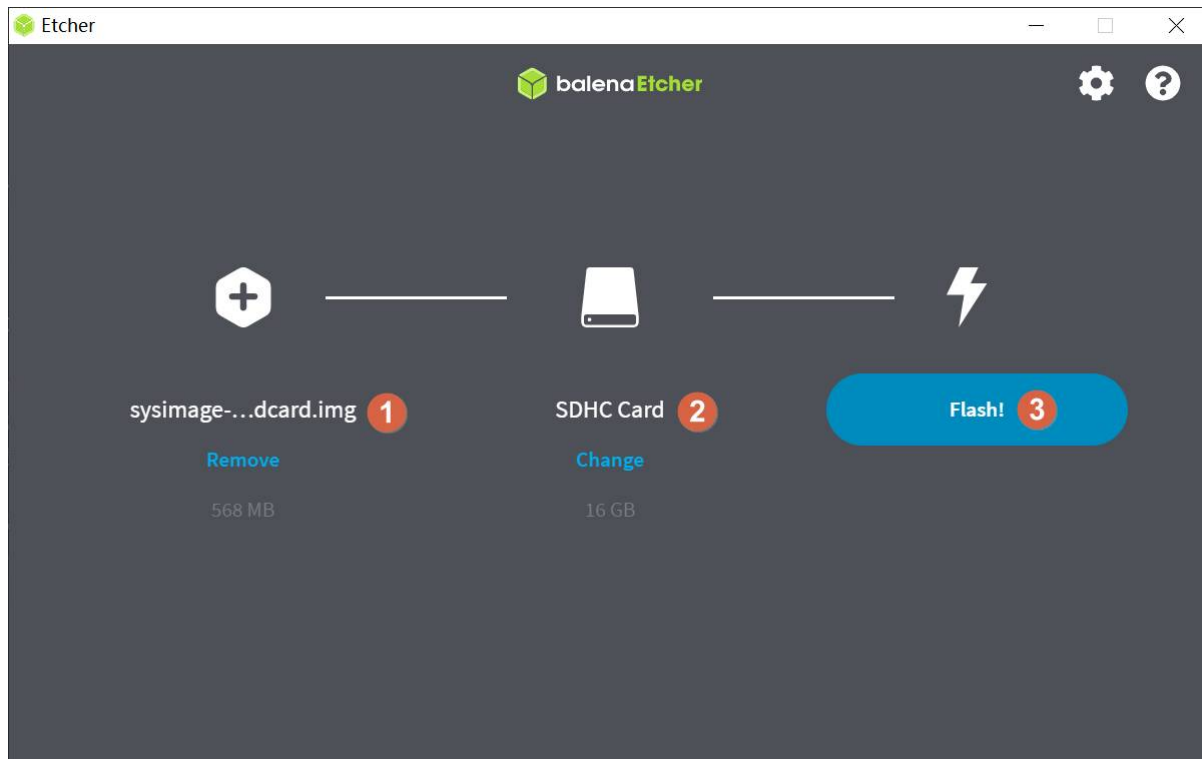 Etcher
balenaEtcher
sysimage-...dcard.img 1
SDHC Card 2
Flash! 3
Remove
Change
568 MB
16 GB